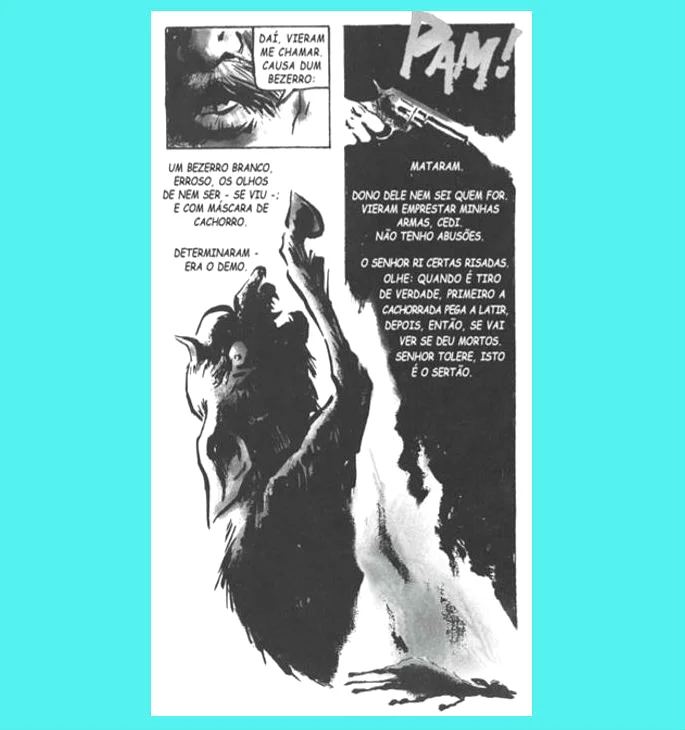 DAÍ, VIERAM
ME CHAMAR.
CAUSA DUM
BEZERRO:
UM BEZERRO BRANCO,
ERROSO, OS OLHOS
DE NEM SER - SE VIU -;
E COM MÁSCARA DE
CACHORRO.
DETERMINARAM -
ERA O DEMO.
PAM!
MATARAM.
DONO DELE NEM SEI QUEM FOR.
VIERAM EMPRESTAR MINHAS
ARMAS, CEDI.
NÃO TENHO ABUSÕES.
O SENHOR RI CERTAS RISADAS.
OLHE: QUANDO É TIRO
DE VERDADE, PRIMEIRO A
CACHORRADA PEGA A LATIR,
DEPOIS, ENTÃO, SE VAI
VER SE DEU MORTOS.
SENHOR TOLERE, ISTO
É O SERTÃO.